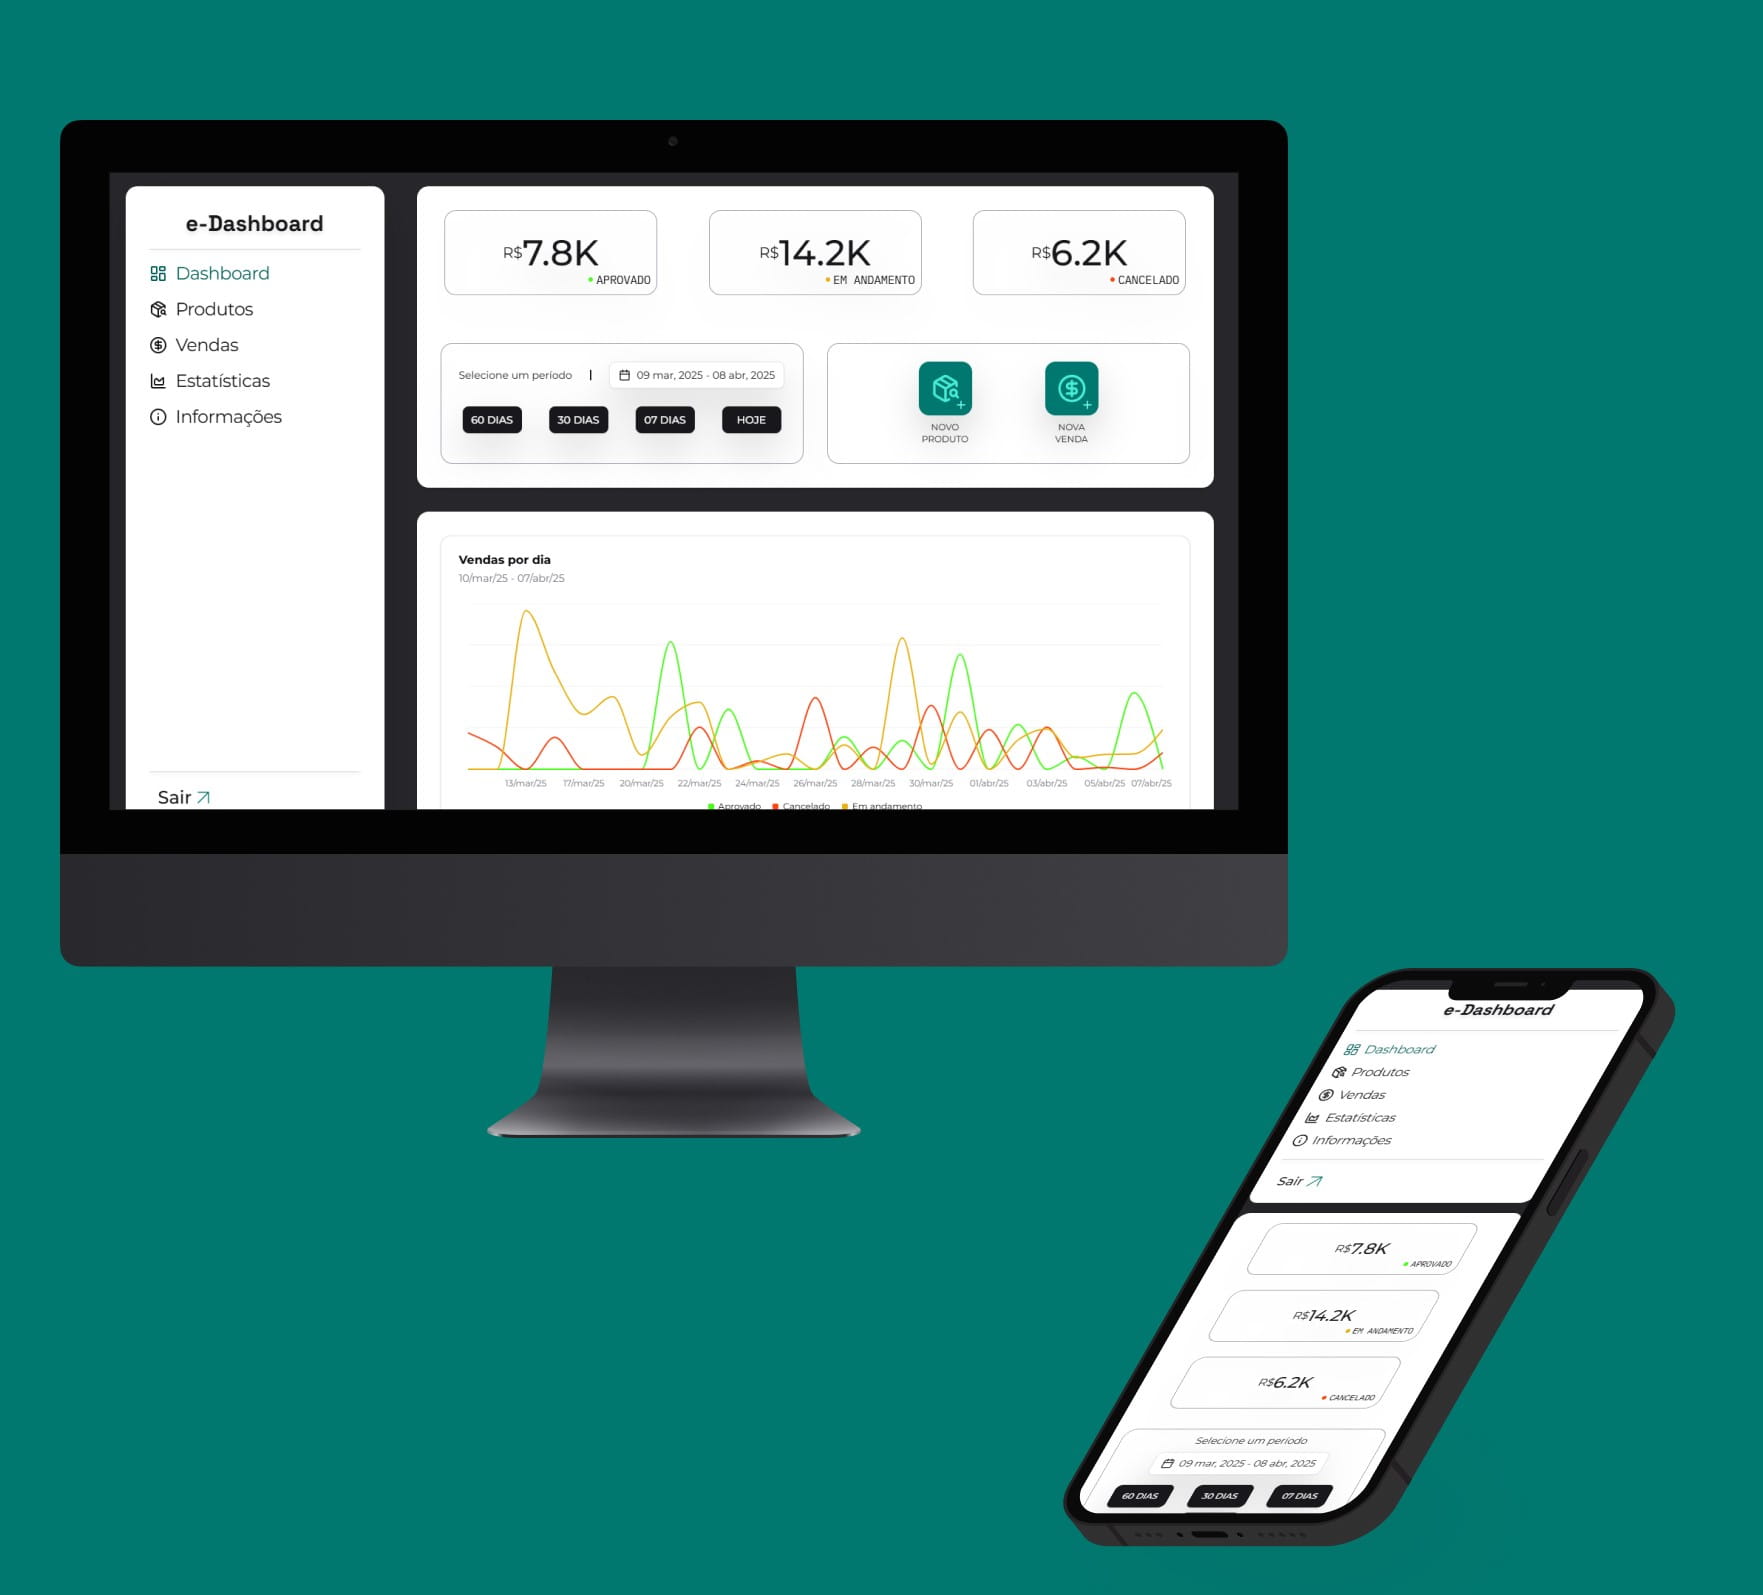 e-Dashboard
Dashboard
Produtos
Vendas
Estatísticas
Informações
Sair
R$7.8K
APROVADO
R$14.2K
EM ANDAMENTO
R$6.2K
CANCELADO
Selecione um período
09 mar, 2025 - 08 abr, 2025
60 DIAS
30 DIAS
07 DIAS
HOJE
NOVO
PRODUTO
NOVA
VENDA
Vendas por dia
10/mar/25 - 07/abr/25
13/mar/25 17/mar/25 20/mar/25 22/mar/25 24/mar/25 26/mar/25 28/mar/25 30/mar/25 01/abr/25 03/abr/25 05/abr/25 07/abr/25
Aprovado Cancelado Em andamento
e-Dashboard
Dashboard
Produtos
Vendas
Estatísticas
Informações
Sair
R$7.8K
APROVADO
R$14.2K
EM ANDAMENTO
R$6.2K
CANCELADO
Selecione um período
09 mar, 2025 - 08 abr, 2025
60 DIAS
30 DIAS
07 DIAS